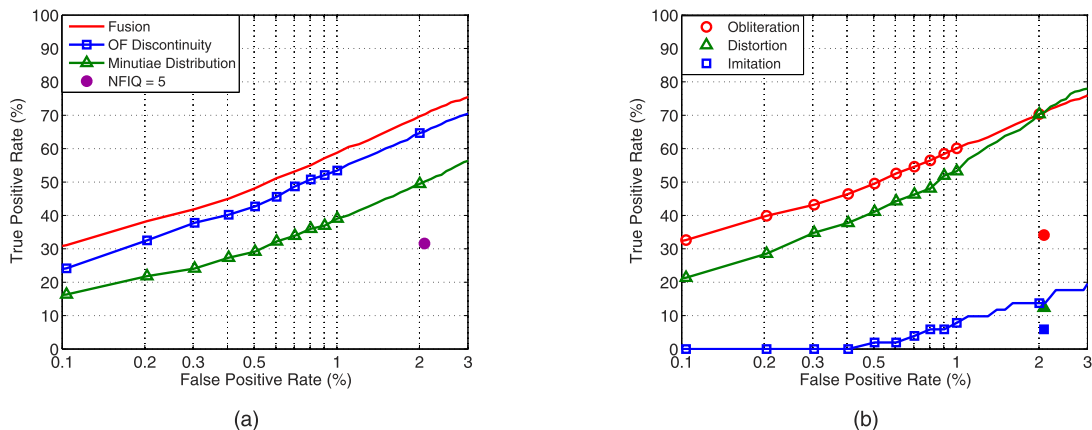 100
90
80
70
60
50
40
30
20
10
0
True Positive Rate (%)
Fusion
OF Discontinuity
Minutiae Distribution
NFIQ = 5
0.1
0.2
0.3
0.5
1
2
3
False Positive Rate (%)
(a)
100
90
80
70
60
50
40
30
20
10
0
True Positive Rate (%)
Obliteration
Distortion
Imitation
0.1
0.2
0.3
0.5
1
2
3
False Positive Rate (%)
(b)